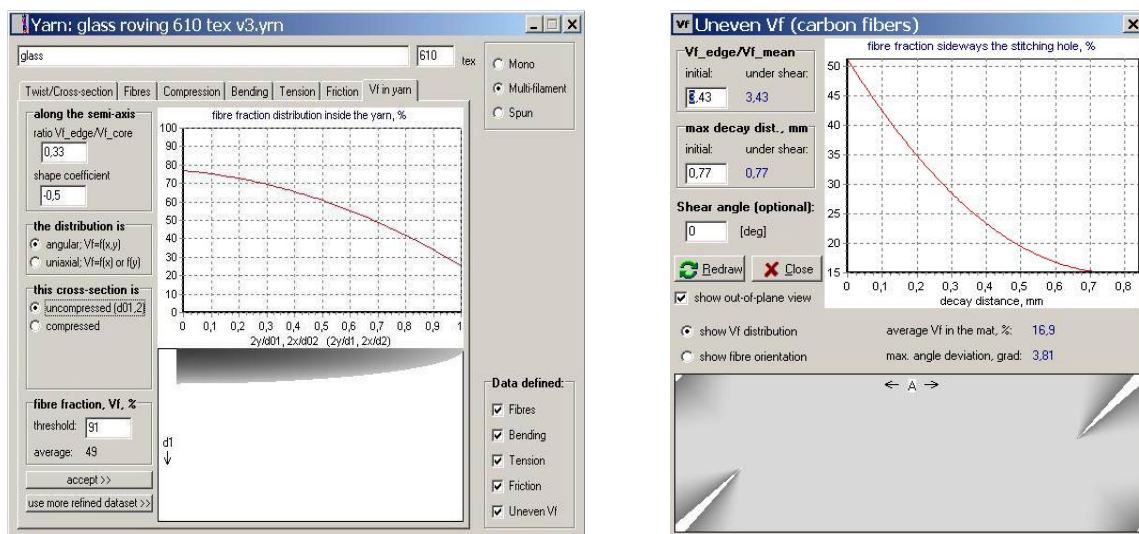 Yarn: glass roving 610 tex v3.yrn
glass
610
tex
Mono
Multi-filament
Spun
Twist/Cross-section
Fibres
Compression
Bending
Tension
Friction
Vf in yarn
along the semi-axis
ratio Vf_edge/Vf_core
0,33
shape coefficient
-0,5
the distribution is
angular; Vf=f(x,y)
uniaxial; Vf=f(x) or f(y)
this cross-section is
uncompressed (d01,2)
compressed
fibre fraction, Vf, %
threshold: 91
average: 49
accept >>
use more refined dataset >>
fibre fraction distribution inside the yarn, %
100
90
80
70
60
50
40
30
20
10
0
0 0,1 0,2 0,3 0,4 0,5 0,6 0,7 0,8 0,9 1
2y/d01, 2x/d02 (2y/d1, 2x/d2)
d1
Data defined:
Fibres
Bending
Tension
Friction
Uneven Vf
Vf Uneven Vf (carbon fibers)
Vf_edge/Vf_mean
initial: under shear:
3,43 3,43
max decay dist., mm
initial: under shear:
0,77 0,77
Shear angle (optional):
0 [deg]
Redraw Close
show out-of-plane view
fibre fraction sideways the stitching hole, %
50
45
40
35
30
25
20
15
0 0,1 0,2 0,3 0,4 0,5 0,6 0,7 0,8
decay distance, mm
show Vf distribution
show fibre orientation
average Vf in the mat, %: 16,9
max. angle deviation, grad: 3,81
← A →